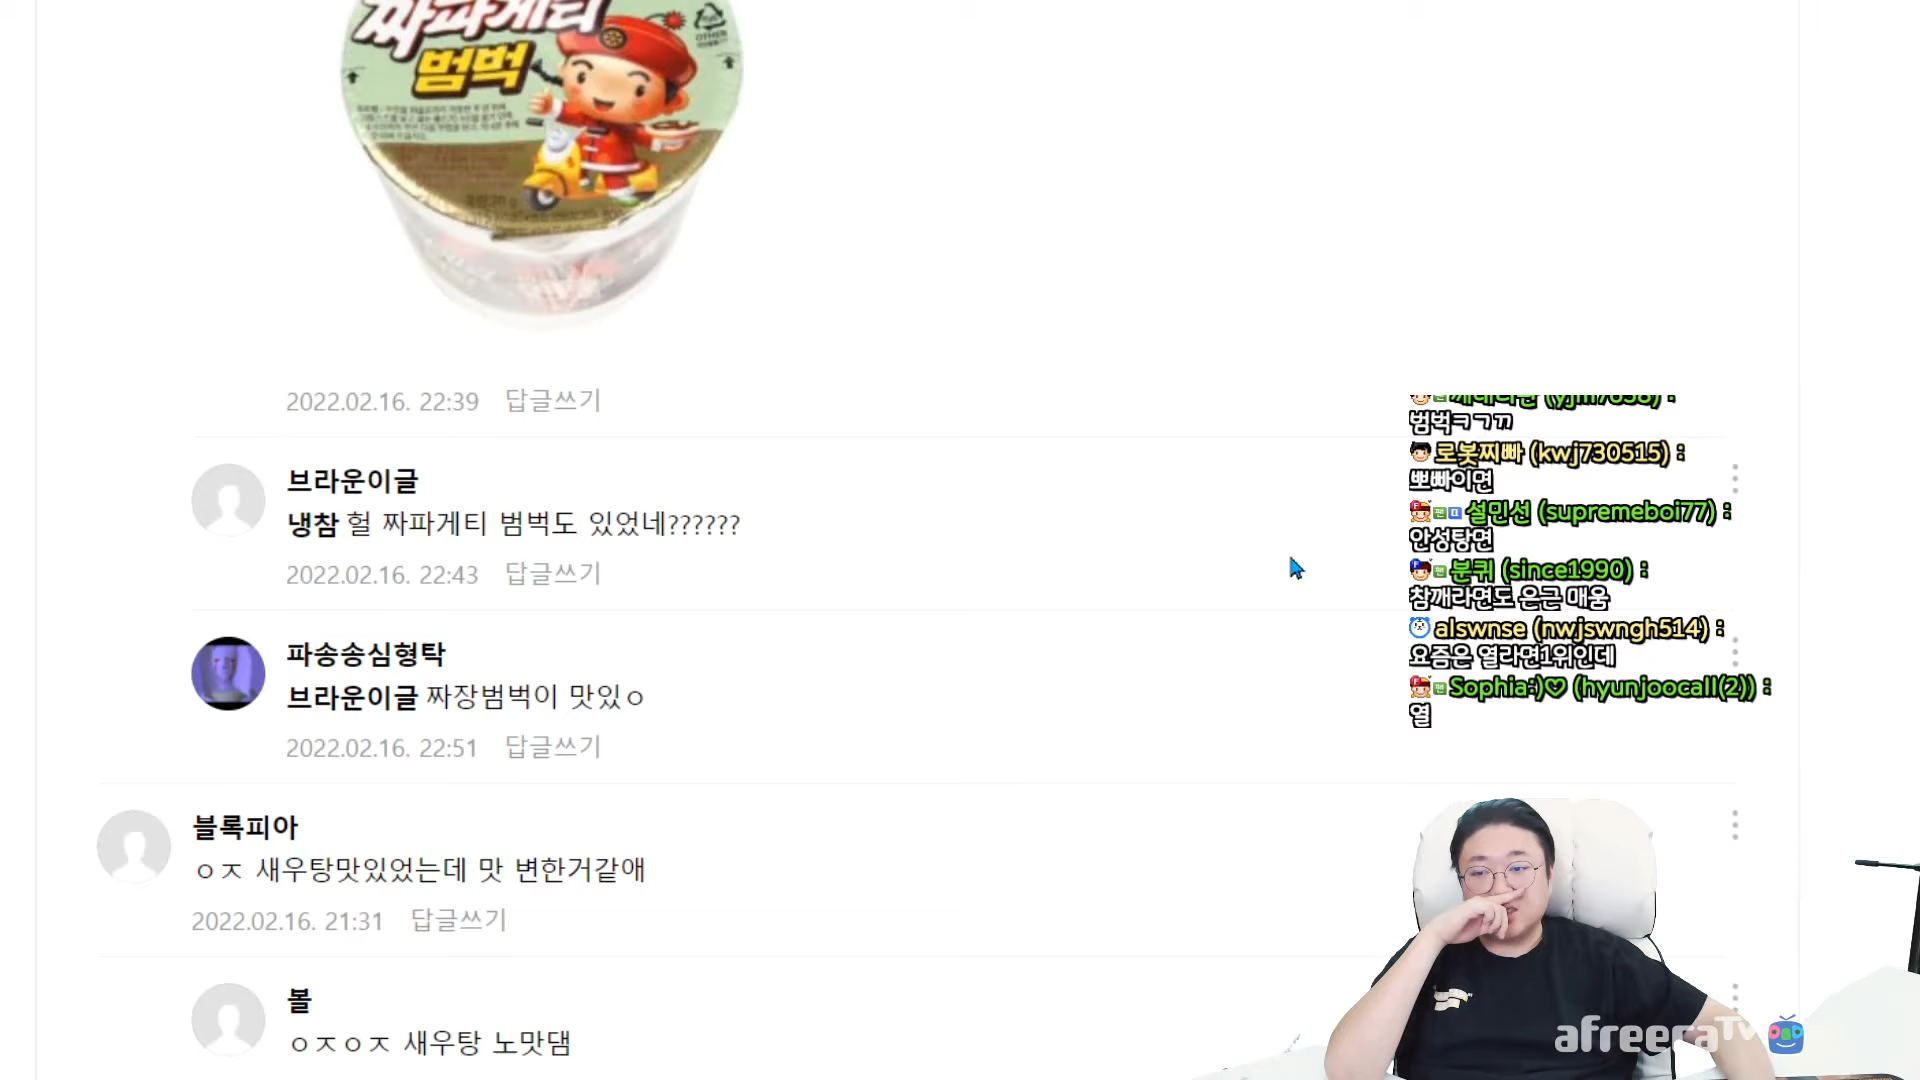 짜파게티
범벅
OTHER
2022.02.16. 22:39 답글쓰기
브라운이글
냉참 헐 짜파게티 범벅도 있었네??????
2022.02.16. 22:43 답글쓰기
파송송심형탁
브라운이글 짜장범벅이 맛있ㅇ
2022.02.16. 22:51 답글쓰기
블록피아
ㅇㅈ 새우탕맛있었는데 맛 변한거같애
2022.02.16. 21:31 답글쓰기
볼
ㅇㅈㅇㅈ 새우탕 노맛댐
범벅ㅋㄱㄲ
로봇찌빠 (kwj730515) :
뽀빠이면
설민선 (supremeboi77) :
안성탕면
분쿼 (since1990) :
참깨라면도 은근 매움
alswnse (nwjswngh514) :
요즘은 열라면1위인데
Sophia:)♡ (hyunjoocall(2)) :
열
afreecaTV